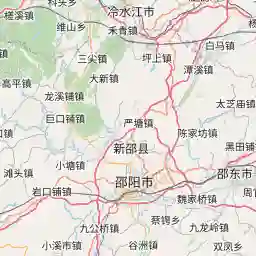 科头乡
槎溪镇
冷水江市
维山乡
禾青镇
白马镇
三尖镇
坪上镇
高平镇
大新镇
潭溪镇
龙溪铺镇
太芝庙镇
巨口铺镇
严塘镇
陈家坊镇
新邵县
黑田铺镇
小塘镇
滩头镇
邵阳市
邵东市
岩口铺镇
魏家桥镇
蔡锷乡
九公桥镇
九龙岭镇
小溪市镇
谷洲镇
双凤乡